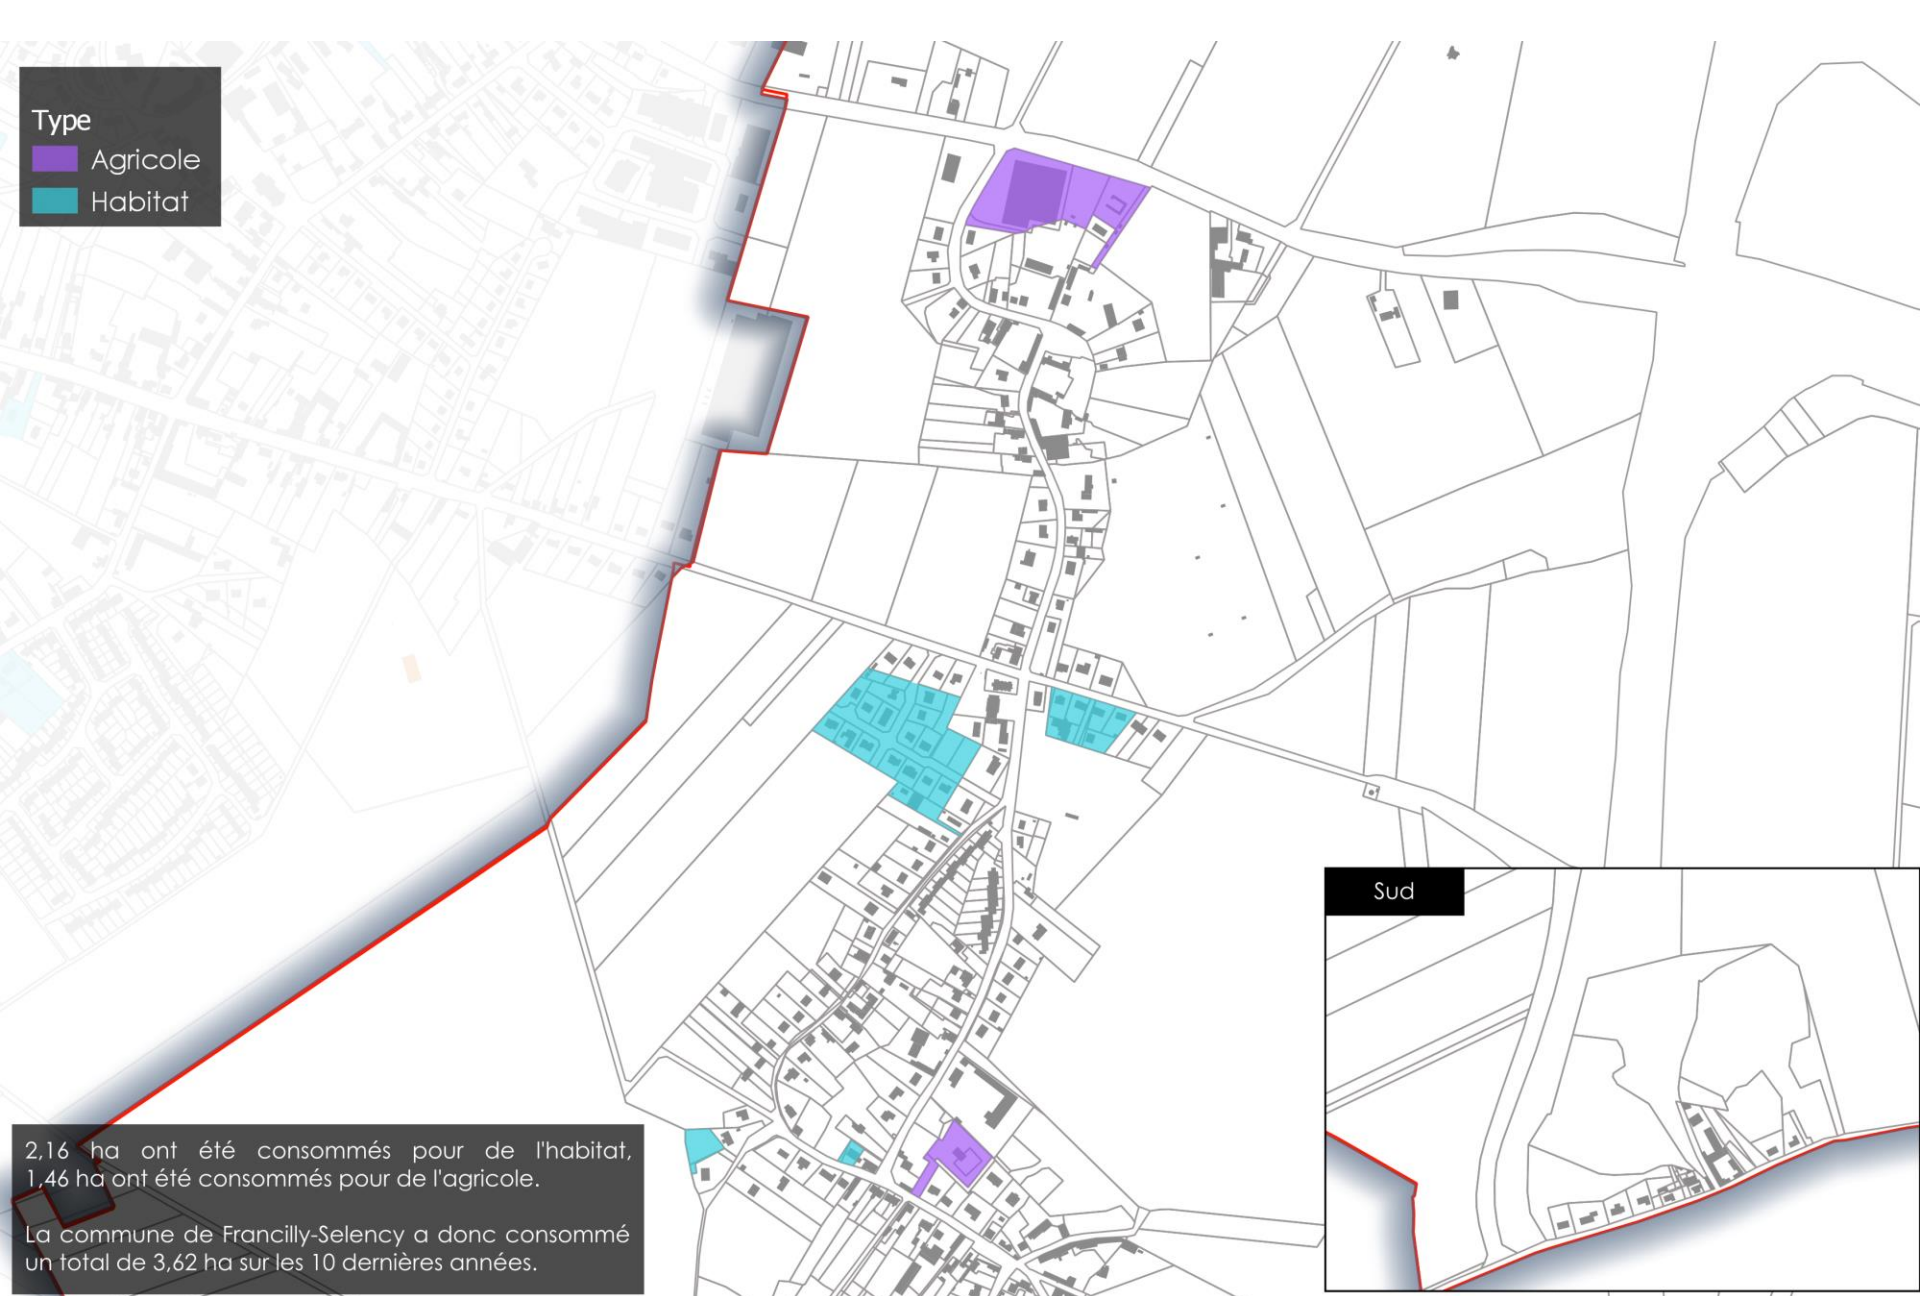 Type
Agricole
Habitat
Sud
2,16 ha ont été consommés pour de l'habitat,
1,46 ha ont été consommés pour de l'agricole.
La commune de Francilly-Selency a donc consommé
un total de 3,62 ha sur les 10 dernières années.